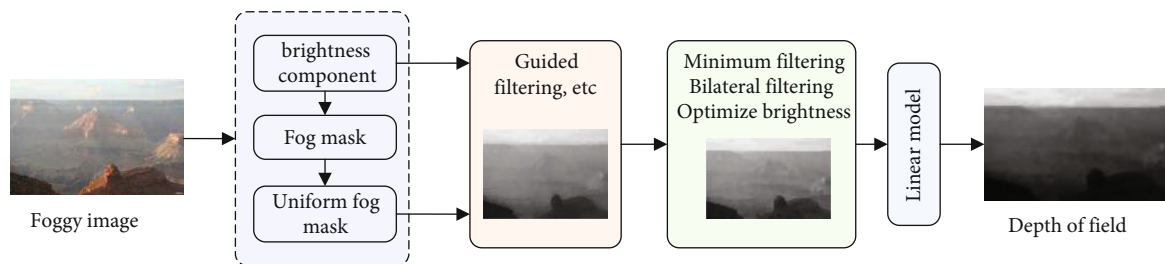 Foggy image
brightness
component
Fog mask
Uniform fog
mask
Guided
filtering, etc
Minimum filtering
Bilateral filtering
Optimize brightness
Linear model
Depth of field